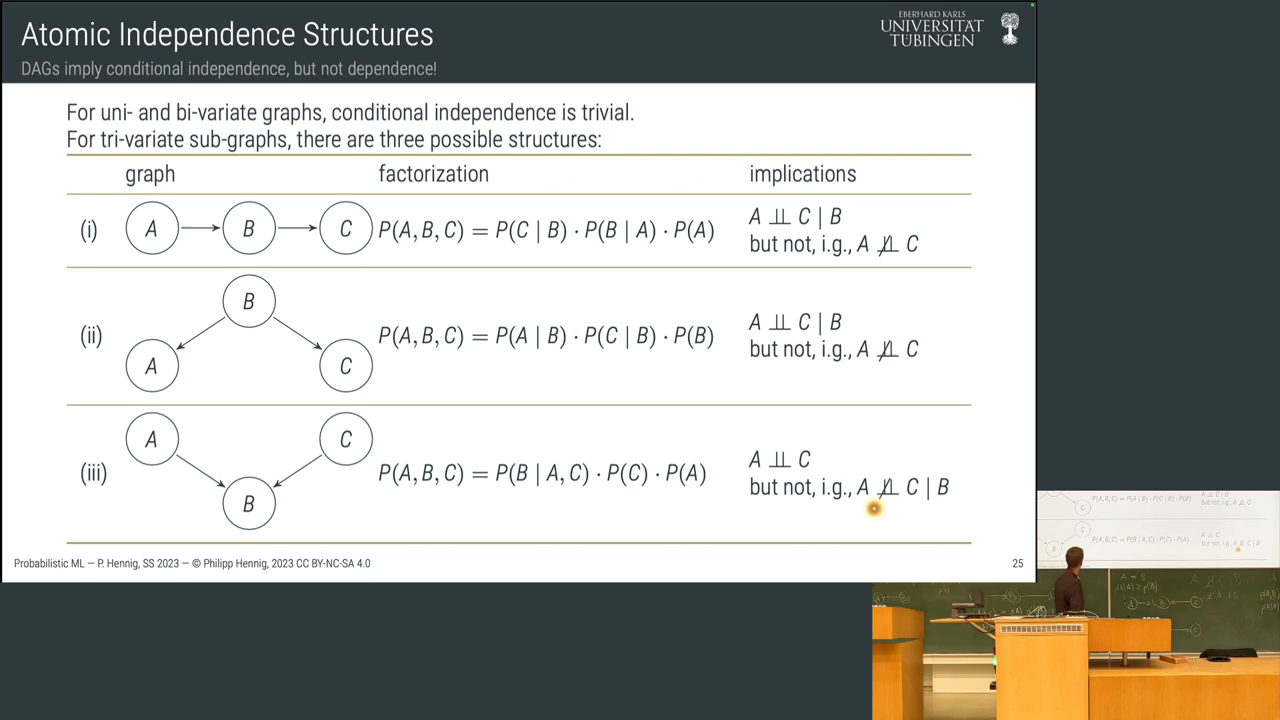 Atomic Independence Structures
DAGs imply conditional independence, but not dependence!
EBERHARD KARLS
UNIVERSITÄT
TÜBINGEN
For uni- and bi-variate graphs, conditional independence is trivial.
For tri-variate sub-graphs, there are three possible structures:
graph factorization implications
(i) A B C P(A, B, C) = P(C | B) · P(B | A) · P(A)
A ⫫ C | B
but not, i.g., A ⫫̸ C
B
(ii) P(A, B, C) = P(A | B) · P(C | B) · P(B)
A ⫫ C | B
but not, i.g., A ⫫̸ C
A C
A C
(iii) P(A, B, C) = P(B | A, C) · P(C) · P(A)
A ⫫ C
but not, i.g., A ⫫̸ C | B
B
Probabilistic ML — P. Hennig, SS 2023 — © Philipp Hennig, 2023 CC BY-NC-SA 4.0 25